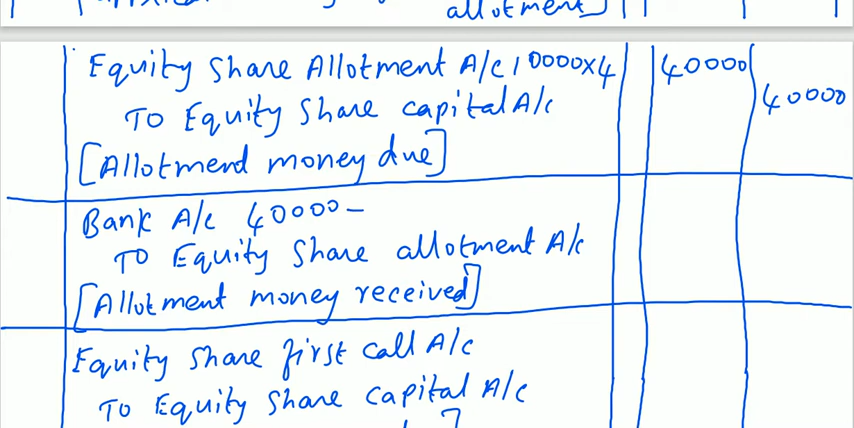 allotment]
Equity Share Allotment A/c 10000x4 40000
To Equity Share capital A/c 40000
[Allotment money due]
Bank A/c 40000 -
To Equity Share allotment A/c
[Allotment money received]
Equity Share first call A/c
To Equity Share capital A/c